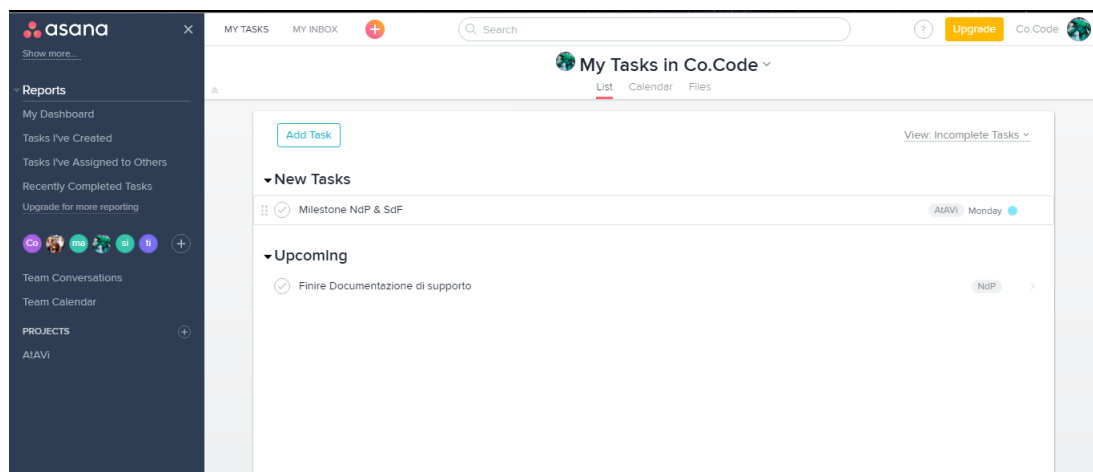 asana
Show more...
Reports
My Dashboard
Tasks I've Created
Tasks I've Assigned to Others
Recently Completed Tasks
Upgrade for more reporting
Co ma si ti
Team Conversations
Team Calendar
PROJECTS
AtAVi
MY TASKS MY INBOX
Search
? Upgrade Co.Code
My Tasks in Co.Code
List Calendar Files
Add Task View: Incomplete Tasks
New Tasks
Milestone NdP & SdF AtAVi Monday
Upcoming
Finire Documentazione di supporto NdP